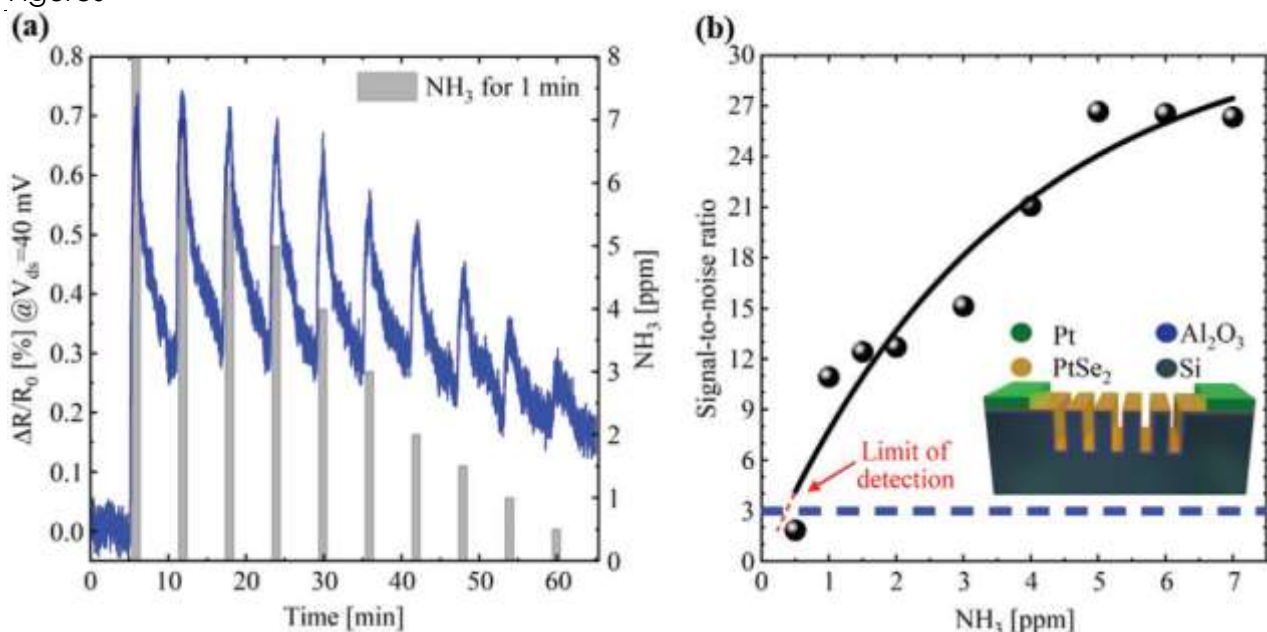 (a)
0.8
0.7
0.6
0.5
0.4
0.3
0.2
0.1
0.0
ΔR/R₀ [%] @V_ds=40 mV
NH₃ for 1 min
8
7
6
5
4
3
2
1
0
NH₃ [ppm]
0 10 20 30 40 50 60
Time [min]
(b)
30
27
24
21
18
15
12
9
6
3
0
Signal-to-noise ratio
Pt Al₂O₃
PtSe₂ Si
Limit of
detection
0 1 2 3 4 5 6 7
NH₃ [ppm]